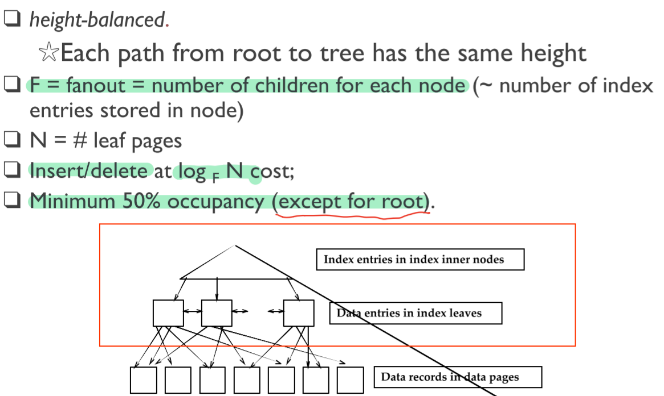 ❑ height-balanced.
☆Each path from root to tree has the same height
❑ F = fanout = number of children for each node (~ number of index
entries stored in node)
❑ N = # leaf pages
❑ Insert/delete at log F N cost;
❑ Minimum 50% occupancy (except for root).
Index entries in index inner nodes
Data entries in index leaves
Data records in data pages